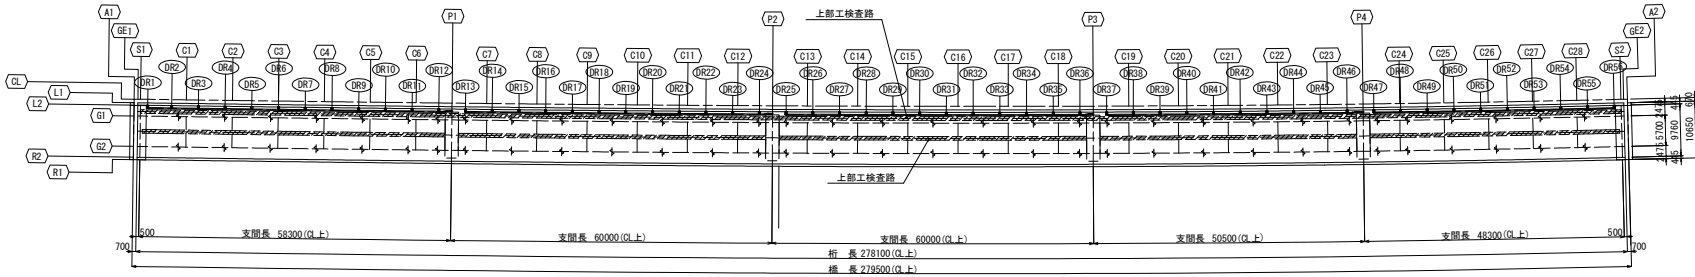 A1
P1
P2
P3
P4
A2
上部工検査路
GE1
GE2
S1
C1
C2
C3
C4
C5
C6
C7
C8
C9
C10
C11
C12
C13
C14
C15
C16
C17
C18
C19
C20
C21
C22
C23
C24
C25
C26
C27
C28
S2
DR1
DR2
DR3
DR4
DR5
DR6
DR7
DR8
DR9
DR10
DR11
DR12
DR13
DR14
DR15
DR16
DR17
DR18
DR19
DR20
DR21
DR22
DR23
DR24
DR25
DR26
DR27
DR28
DR29
DR30
DR31
DR32
DR33
DR34
DR35
DR36
DR37
DR38
DR39
DR40
DR41
DR42
DR43
DR44
DR45
DR46
DR47
DR48
DR49
DR50
DR51
DR52
DR53
DR54
DR55
DR56
CL
L1
L2
G1
G2
R2
R1
上部工検査路
2475 5700 2475
445 9760 445
600
10650
500
支間長 58300(CL上)
支間長 60000(CL上)
支間長 60000(CL上)
支間長 50500(CL上)
支間長 48300(CL上)
500
700
桁 長 278100(CL上)
700
橋 長 279500(CL上)